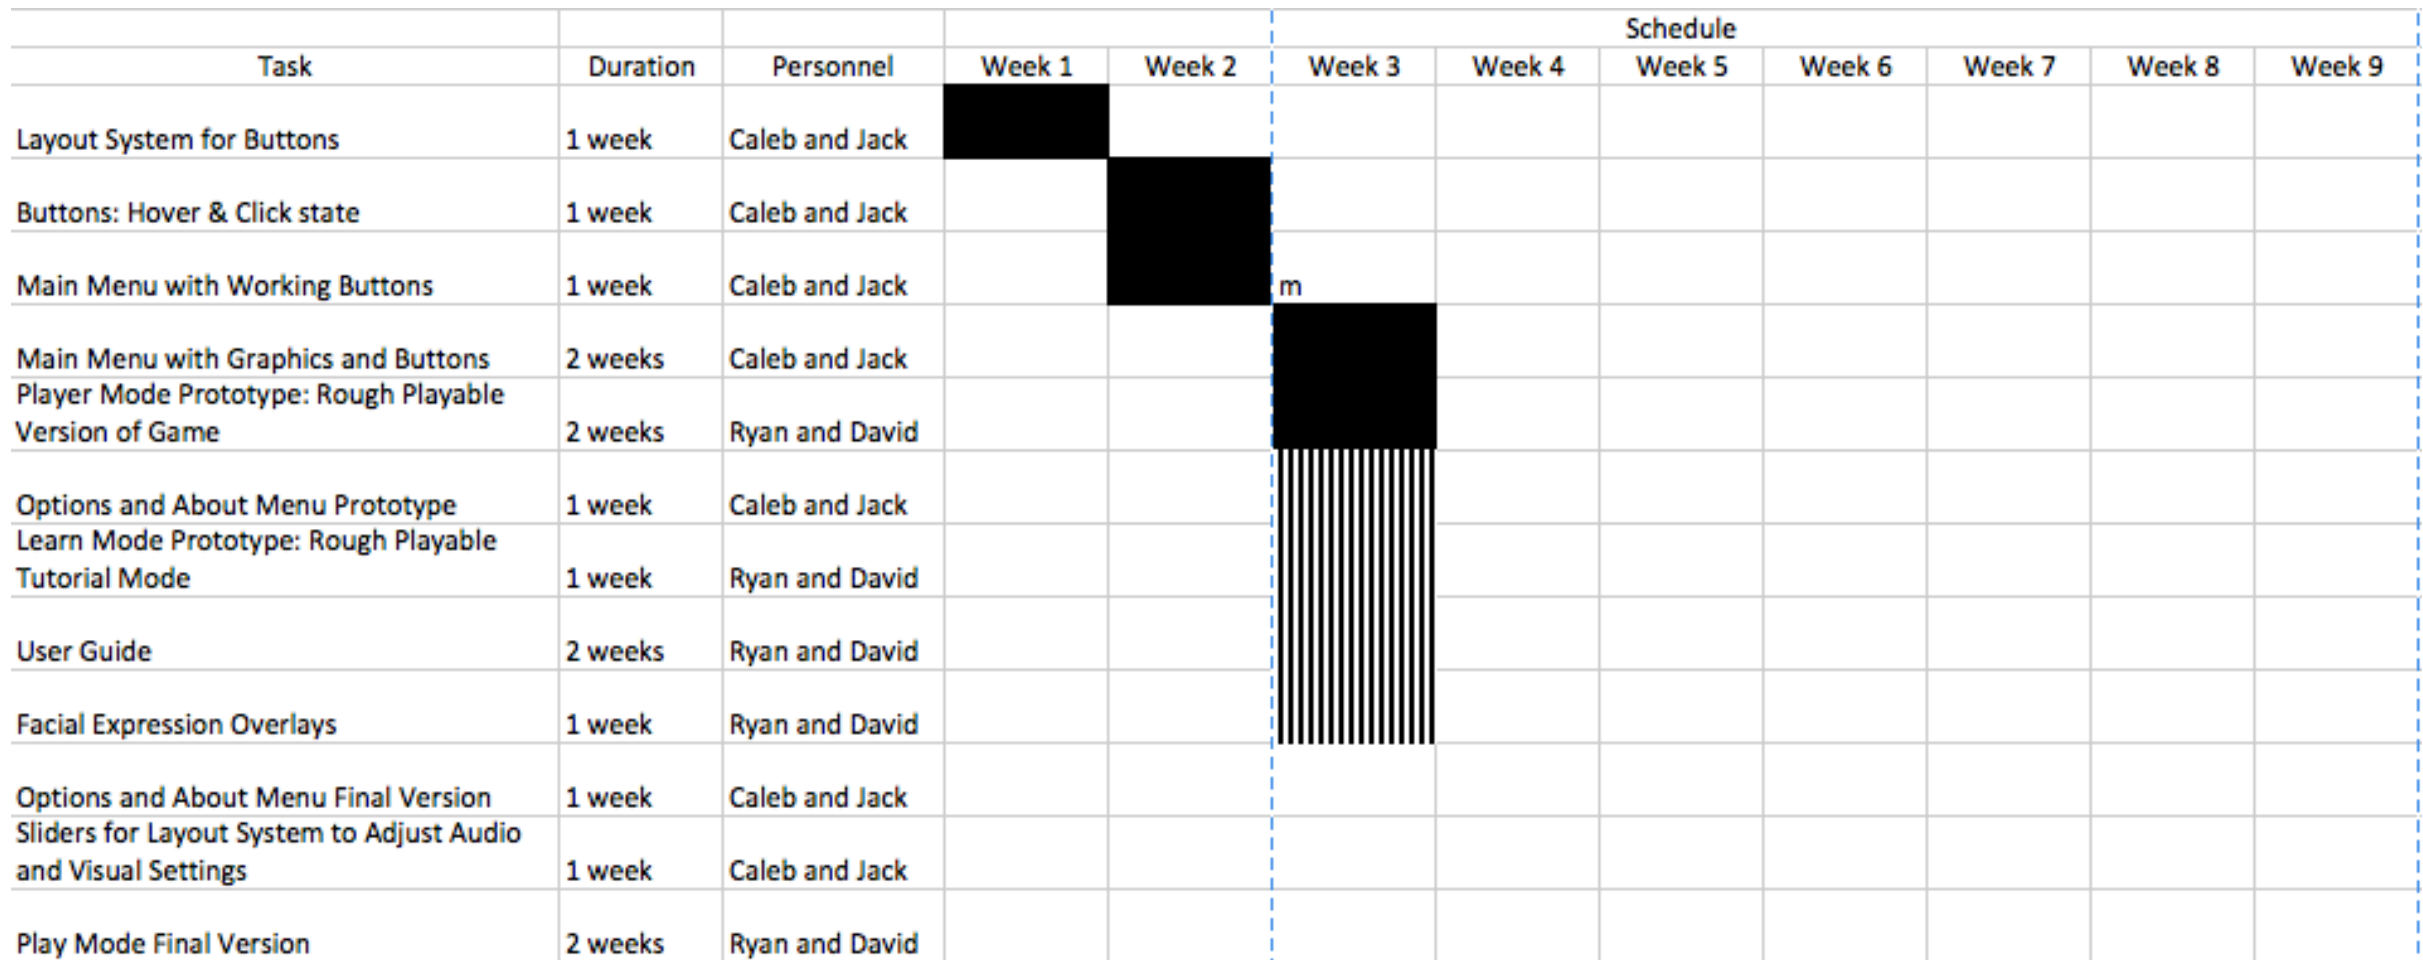 Schedule
Task Duration Personnel Week 1 Week 2 Week 3 Week 4 Week 5 Week 6 Week 7 Week 8 Week 9
Layout System for Buttons 1 week Caleb and Jack
Buttons: Hover & Click state 1 week Caleb and Jack
Main Menu with Working Buttons 1 week Caleb and Jack m
Main Menu with Graphics and Buttons 2 weeks Caleb and Jack
Player Mode Prototype: Rough Playable
Version of Game 2 weeks Ryan and David
Options and About Menu Prototype 1 week Caleb and Jack
Learn Mode Prototype: Rough Playable
Tutorial Mode 1 week Ryan and David
User Guide 2 weeks Ryan and David
Facial Expression Overlays 1 week Ryan and David
Options and About Menu Final Version 1 week Caleb and Jack
Sliders for Layout System to Adjust Audio
and Visual Settings 1 week Caleb and Jack
Play Mode Final Version 2 weeks Ryan and David